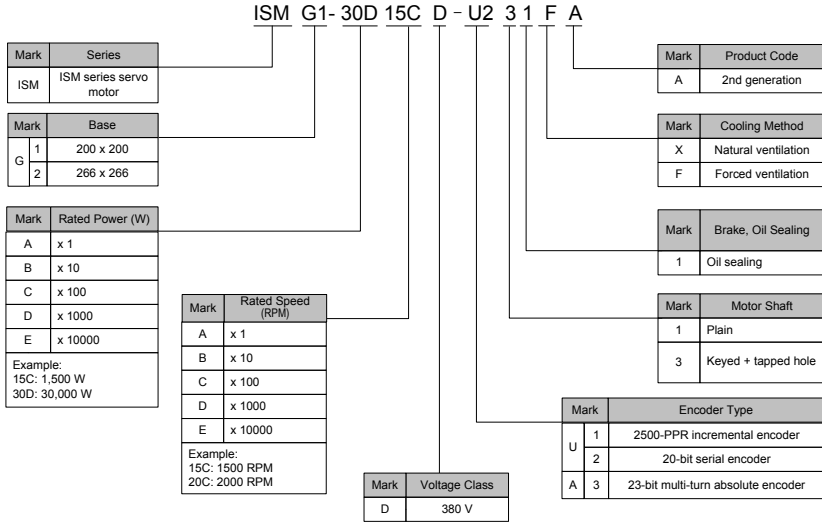 ISM G1- 30D 15C D - U2 3 1 F A
Mark Series
ISM ISM series servo
motor
Mark Base
G 1 200 x 200
2 266 x 266
Mark Rated Power (W)
A x 1
B x 10
C x 100
D x 1000
E x 10000
Example:
15C: 1,500 W
30D: 30,000 W
Mark Rated Speed
(RPM)
A x 1
B x 10
C x 100
D x 1000
E x 10000
Example:
15C: 1500 RPM
20C: 2000 RPM
Mark Voltage Class
D 380 V
Mark Product Code
A 2nd generation
Mark Cooling Method
X Natural ventilation
F Forced ventilation
Mark Brake, Oil Sealing
1 Oil sealing
Mark Motor Shaft
1 Plain
3 Keyed + tapped hole
Mark Encoder Type
U 1 2500-PPR incremental encoder
2 20-bit serial encoder
A 3 23-bit multi-turn absolute encoder